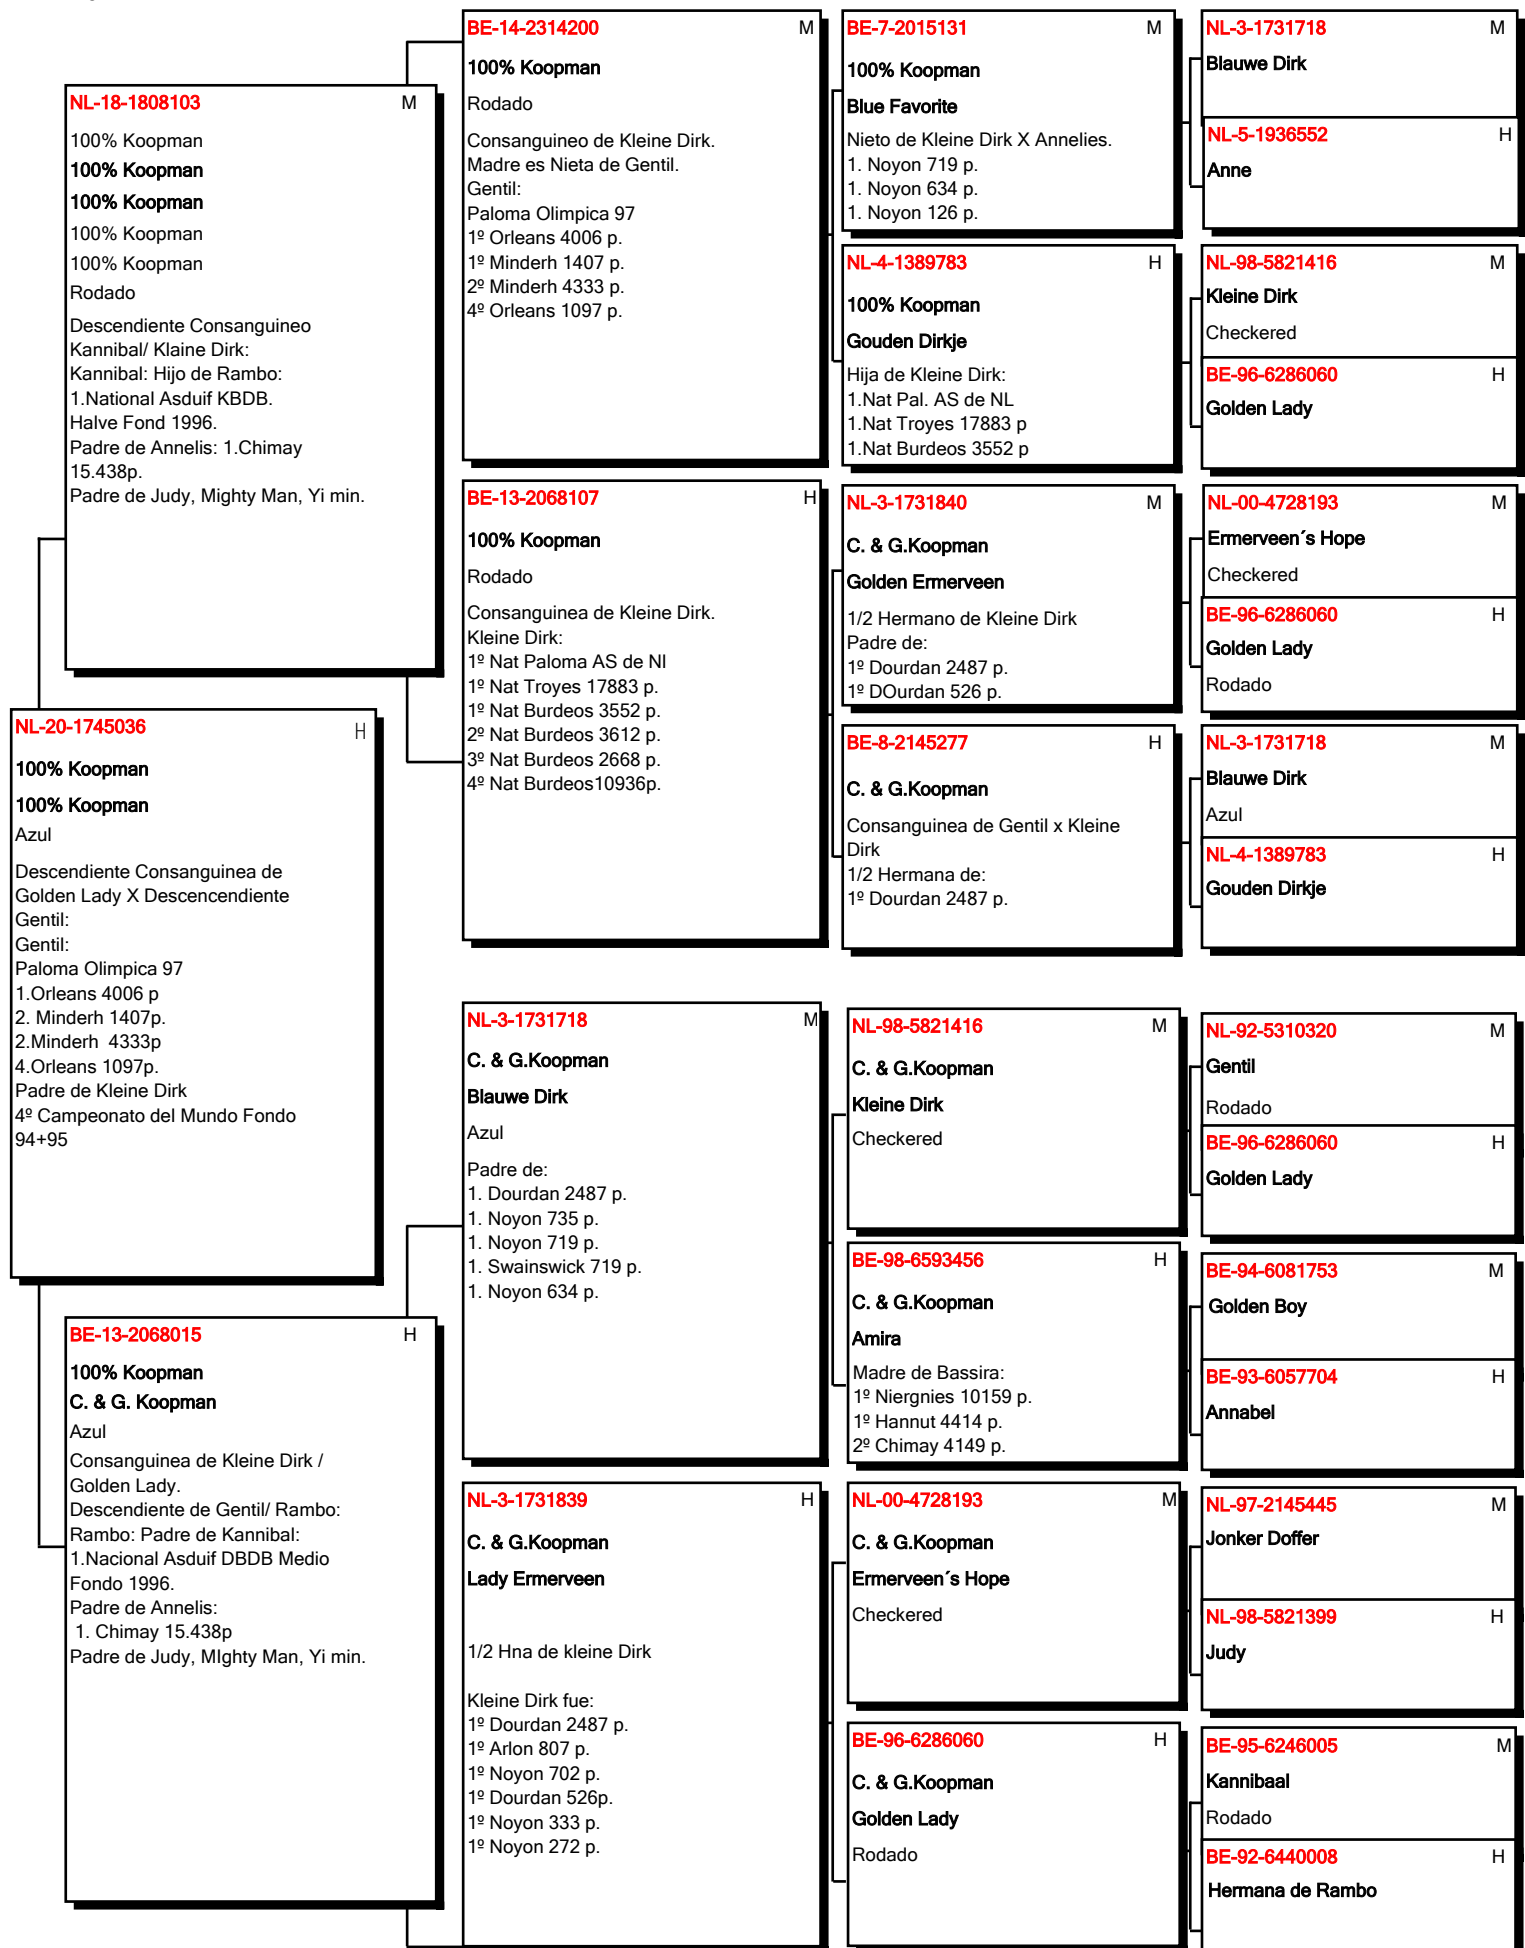 NL-18-1808103 M
100% Koopman
100% Koopman
100% Koopman
100% Koopman
100% Koopman
Rodado
Descendiente Consanguineo
Kannibal/ Klaine Dirk:
Kannibal: Hijo de Rambo:
1.National Asduif KBDB.
Halve Fond 1996.
Padre de Annelis: 1.Chimay
15.438p.
Padre de Judy, Mighty Man, Yi min.
NL-20-1745036 H
100% Koopman
100% Koopman
Azul
Descendiente Consanguinea de
Golden Lady X Descencendiente
Gentil:
Gentil:
Paloma Olimpica 97
1.Orleans 4006 p
2. Minderh 1407p.
2.Minderh  4333p
4.Orleans 1097p.
Padre de Kleine Dirk
4º Campeonato del Mundo Fondo
94+95
BE-13-2068015 H
100% Koopman
C. & G. Koopman
Azul
Consanguinea de Kleine Dirk /
Golden Lady.
Descendiente de Gentil/ Rambo:
Rambo: Padre de Kannibal:
1.Nacional Asduif DBDB Medio
Fondo 1996.
Padre de Annelis:
1. Chimay 15.438p
Padre de Judy, MIghty Man, Yi min.
BE-14-2314200 M
100% Koopman
Rodado
Consanguineo de Kleine Dirk.
Madre es Nieta de Gentil.
Gentil:
Paloma Olimpica 97
1º Orleans 4006 p.
1º Minderh 1407 p.
2º Minderh 4333 p.
4º Orleans 1097 p.
BE-13-2068107 H
100% Koopman
Rodado
Consanguinea de Kleine Dirk.
Kleine Dirk:
1º Nat Paloma AS de Nl
1º Nat Troyes 17883 p.
1º Nat Burdeos 3552 p.
2º Nat Burdeos 3612 p.
3º Nat Burdeos 2668 p.
4º Nat Burdeos10936p.
NL-3-1731718 M
C. & G.Koopman
Blauwe Dirk
Azul
Padre de:
1. Dourdan 2487 p.
1. Noyon 735 p.
1. Noyon 719 p.
1. Swainswick 719 p.
1. Noyon 634 p.
NL-3-1731839 H
C. & G.Koopman
Lady Ermerveen
1/2 Hna de kleine Dirk
Kleine Dirk fue:
1º Dourdan 2487 p.
1º Arlon 807 p.
1º Noyon 702 p.
1º Dourdan 526p.
1º Noyon 333 p.
1º Noyon 272 p.
BE-7-2015131 M
100% Koopman
Blue Favorite
Nieto de Kleine Dirk X Annelies.
1. Noyon 719 p.
1. Noyon 634 p.
1. Noyon 126 p.
NL-4-1389783 H
100% Koopman
Gouden Dirkje
Hija de Kleine Dirk:
1.Nat Pal. AS de NL
1.Nat Troyes 17883 p
1.Nat Burdeos 3552 p
NL-3-1731840 M
C. & G.Koopman
Golden Ermerveen
1/2 Hermano de Kleine Dirk
Padre de:
1º Dourdan 2487 p.
1º DOurdan 526 p.
BE-8-2145277 H
C. & G.Koopman
Consanguinea de Gentil x Kleine
Dirk
1/2 Hermana de:
1º Dourdan 2487 p.
NL-98-5821416 M
C. & G.Koopman
Kleine Dirk
Checkered
BE-98-6593456 H
C. & G.Koopman
Amira
Madre de Bassira:
1º Niergnies 10159 p.
1º Hannut 4414 p.
2º Chimay 4149 p.
NL-00-4728193 M
C. & G.Koopman
Ermerveen´s Hope
Checkered
BE-96-6286060 H
C. & G.Koopman
Golden Lady
Rodado
NL-3-1731718 M
Blauwe Dirk
NL-5-1936552 H
Anne
NL-98-5821416 M
Kleine Dirk
Checkered
BE-96-6286060 H
Golden Lady
NL-00-4728193 M
Ermerveen´s Hope
Checkered
BE-96-6286060 H
Golden Lady
Rodado
NL-3-1731718 M
Blauwe Dirk
Azul
NL-4-1389783 H
Gouden Dirkje
NL-92-5310320 M
Gentil
Rodado
BE-96-6286060 H
Golden Lady
BE-94-6081753 M
Golden Boy
BE-93-6057704 H
Annabel
NL-97-2145445 M
Jonker Doffer
NL-98-5821399 H
Judy
BE-95-6246005 M
Kannibaal
Rodado
BE-92-6440008 H
Hermana de Rambo